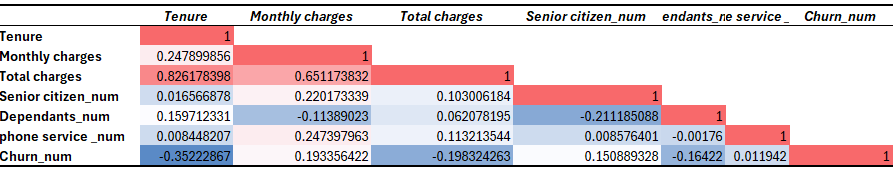 Tenure Monthly charges Total charges Senior citizen_num endants_n e service _ Churn_num
Tenure 1
Monthly charges 0.247899856 1
Total charges 0.826178398 0.651173832 1
Senior citizen_num 0.016566878 0.220173339 0.103006184 1
Dependants_num 0.159712331 -0.11389023 0.062078195 -0.211185088 1
phone service _num 0.008448207 0.247397963 0.113213544 0.008576401 -0.00176 1
Churn_num -0.35222867 0.193356422 -0.198324263 0.150889328 -0.16422 0.011942 1